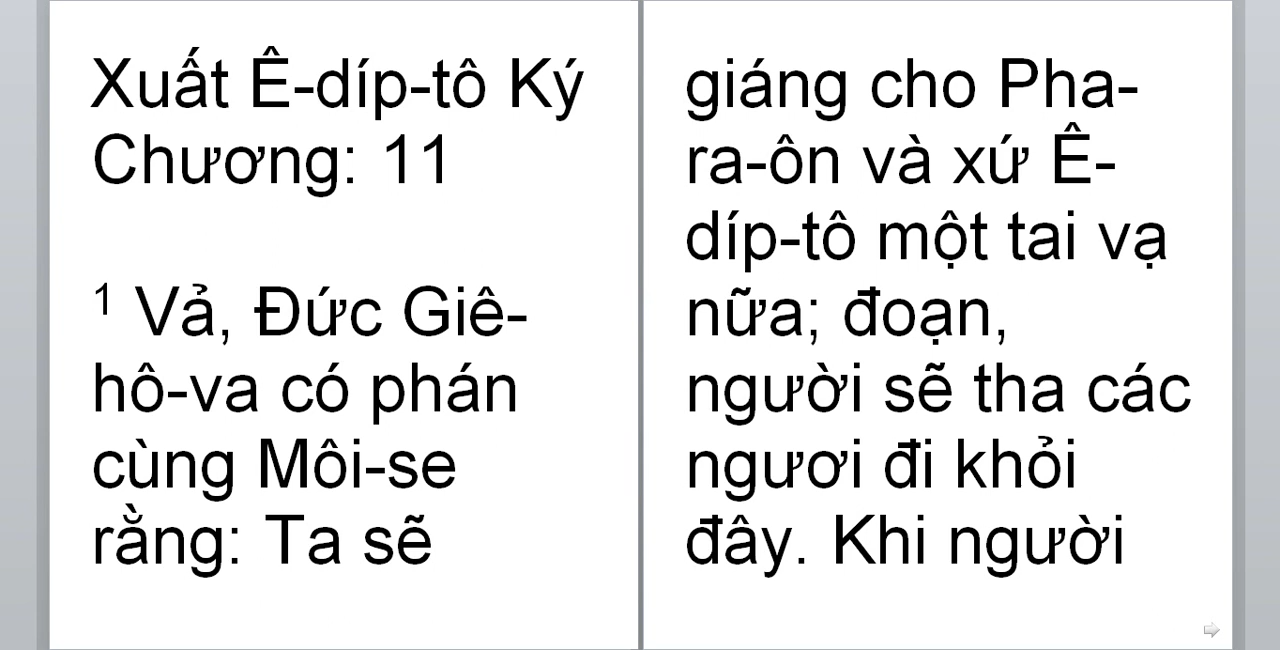 Xuất Ê-díp-tô Ký
Chương: 11
1 Vả, Đức Giê-
hô-va có phán
cùng Môi-se
rằng: Ta sẽ
giáng cho Pha-
ra-ôn và xứ Ê-
díp-tô một tai vạ
nữa; đoạn,
người sẽ tha các
ngươi đi khỏi
đây. Khi người